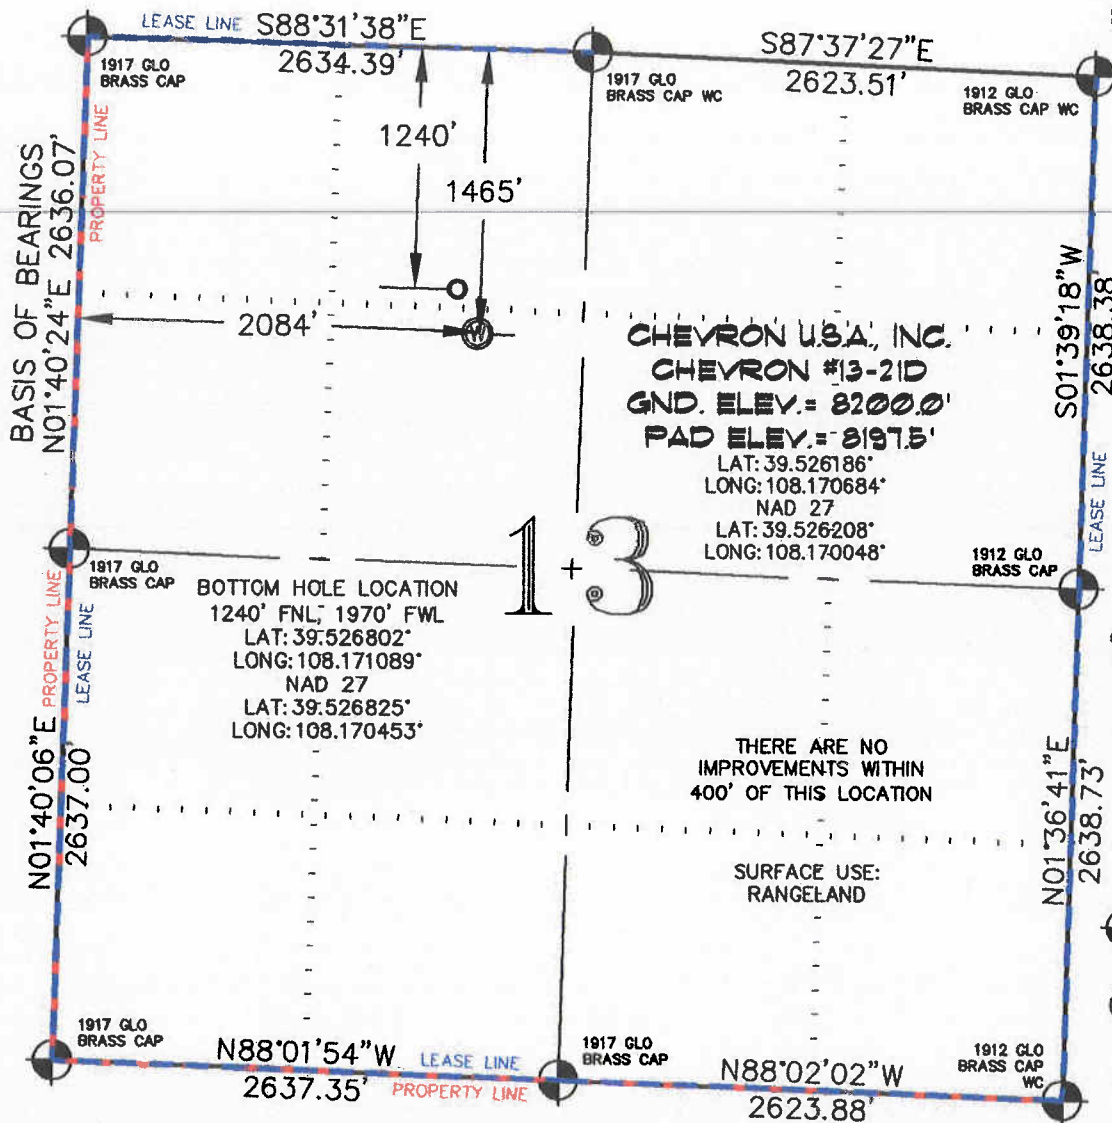 LEASE LINE
S88°31'38"E
2634.39'
S87°37'27"E
2623.51'
1917 GLO
BRASS CAP
1917 GLO
BRASS CAP WC
1912 GLO
BRASS CAP WC
1240'
1465'
BASIS OF BEARINGS
N01°40'24"E 2636.07'
PROPERTY LINE
2084'
W
CHEVRON U.S.A., INC.
CHEVRON #13-21D
GND. ELEV.= 8200.0'
PAD ELEV.= 8197.5'
LAT: 39.526186°
LONG: 108.170684°
NAD 27
LAT: 39.526208°
LONG: 108.170048°
S01°39'18"W
2638.38'
LEASE LINE
13
1917 GLO
BRASS CAP
1912 GLO
BRASS CAP
BOTTOM HOLE LOCATION
1240' FNL, 1970' FWL
LAT: 39.526802°
LONG: 108.171089°
NAD 27
LAT: 39.526825°
LONG: 108.170453°
PROPERTY LINE
LEASE LINE
N01°40'06"E
2637.00'
THERE ARE NO
IMPROVEMENTS WITHIN
400' OF THIS LOCATION
SURFACE USE:
RANGELAND
N01°36'41"E
2638.73'
1917 GLO
BRASS CAP
N88°01'54"W
2637.35'
LEASE LINE
PROPERTY LINE
1917 GLO
BRASS CAP
N88°02'02"W
2623.88'
1912 GLO
BRASS CAP
WC